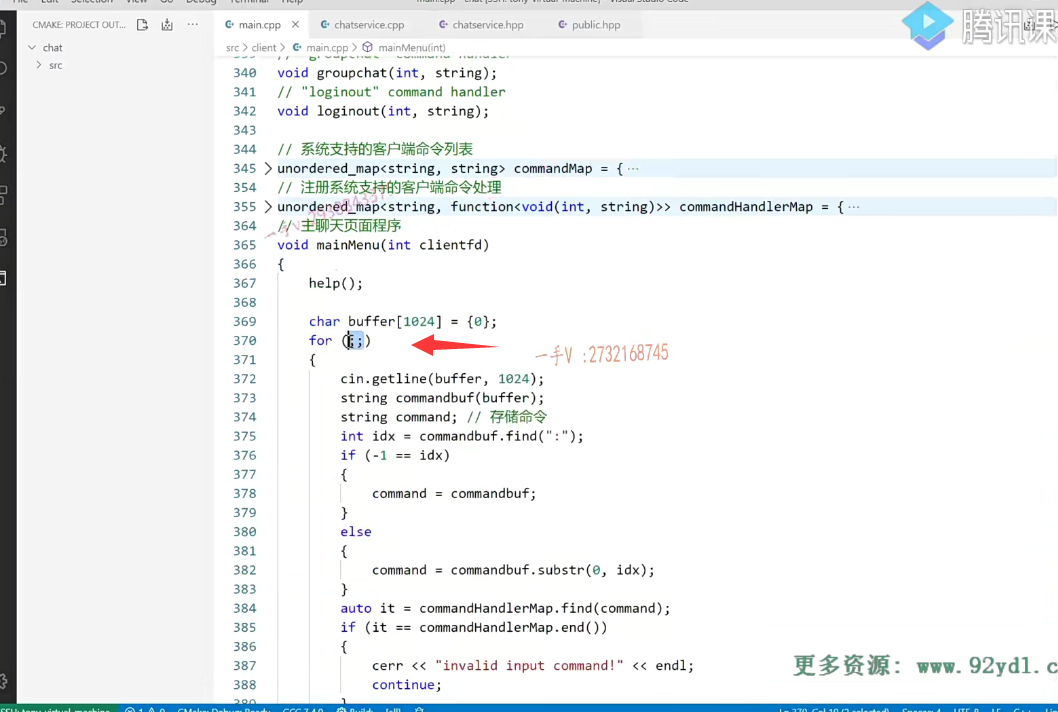 main.cpp
chatservice.cpp
chatservice.hpp
public.hpp
CMAKE: PROJECT OUT...
chat
src
src > client > main.cpp > mainMenu(int)
腾讯课
340 void groupchat(int, string);
341 // "loginout" command handler
342 void loginout(int, string);
343
344 // 系统支持的客户端命令列表
345 unordered_map<string, string> commandMap = {...
354 // 注册系统支持的客户端命令处理
355 unordered_map<string, function<void(int, string)>> commandHandlerMap = {...
364 // 主聊天页面程序
365 void mainMenu(int clientfd)
366 {
367 help();
368
369 char buffer[1024] = {0};
370 for (;;)
一手V :2732168745
371 {
372 cin.getline(buffer, 1024);
373 string commandbuf(buffer);
374 string command; // 存储命令
375 int idx = commandbuf.find(":");
376 if (-1 == idx)
377 {
378 command = commandbuf;
379 }
380 else
381 {
382 command = commandbuf.substr(0, idx);
383 }
384 auto it = commandHandlerMap.find(command);
385 if (it == commandHandlerMap.end())
386 {
387 cerr << "invalid input command!" << endl;
388 continue;
更多资源: www.92yd1.c